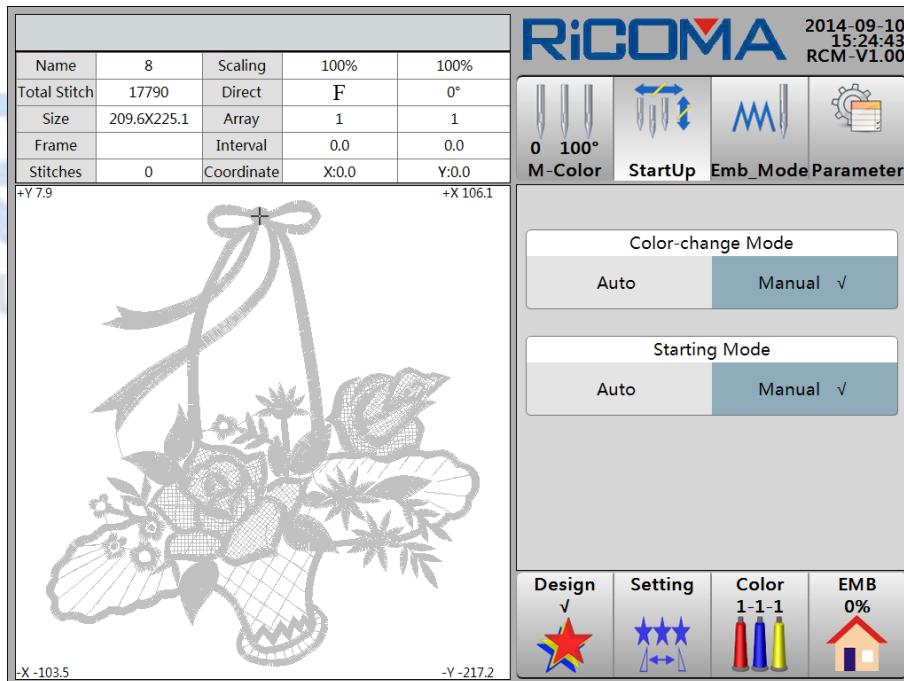 RiCOMA
2014-09-10
15:24:43
RCM-V1.00
Name 8 Scaling 100% 100%
Total Stitch 17790 Direct F 0°
Size 209.6X225.1 Array 1 1
Frame Interval 0.0 0.0
Stitches 0 Coordinate X:0.0 Y:0.0
0 100°
M-Color StartUp Emb_Mode Parameter
+Y 7.9 +X 106.1
Color-change Mode
Auto Manual √
Starting Mode
Auto Manual √
-X -103.5 -Y -217.2
Design Setting Color EMB
√ 1-1-1 0%